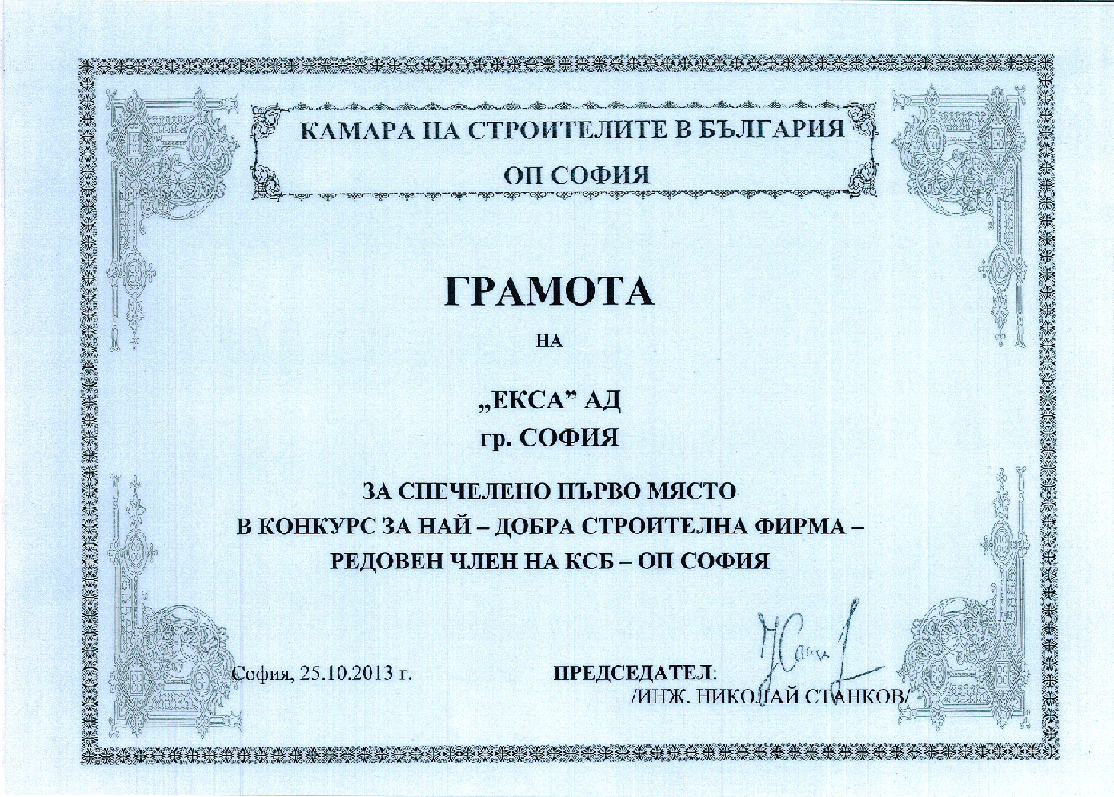 КАМАРА НА СТРОИТЕЛИТЕ В БЪЛГАРИЯ
ОП СОФИЯ
ГРАМОТА
НА
„ЕКСА” АД
гр. СОФИЯ
ЗА СПЕЧЕЛЕНО ПЪРВО МЯСТО
В КОНКУРС ЗА НАЙ – ДОБРА СТРОИТЕЛНА ФИРМА –
РЕДОВЕН ЧЛЕН НА КСБ – ОП СОФИЯ
София, 25.10.2013 г.
ПРЕДСЕДАТЕЛ:
/ИНЖ. НИКОЛАЙ СТАНКОВ/